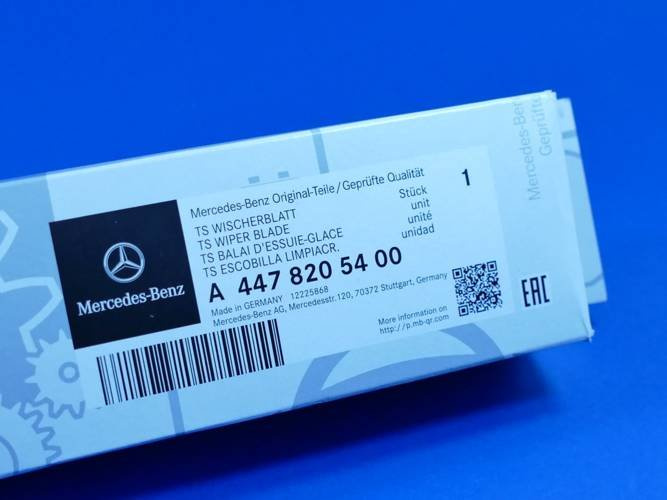 Mercedes-Benz Original-Teile/Geprüfte Qualität
TS WISCHERBLATT
TS WIPER BLADE
TS BALAI D'ESSUIE-GLACE
TS ESCOBILLA LIMPIACR.
Stück 1
unit
unité
unidad
A 447 820 54 00
Made in GERMANY 12225868
Mercedes-Benz AG, Mercedesstr.120, 70372 Stuttgart, Germany
More information on
http://p.mb-qr.com
Mercedes-Benz
EAC
Mercedes-Ben
Geprüfte